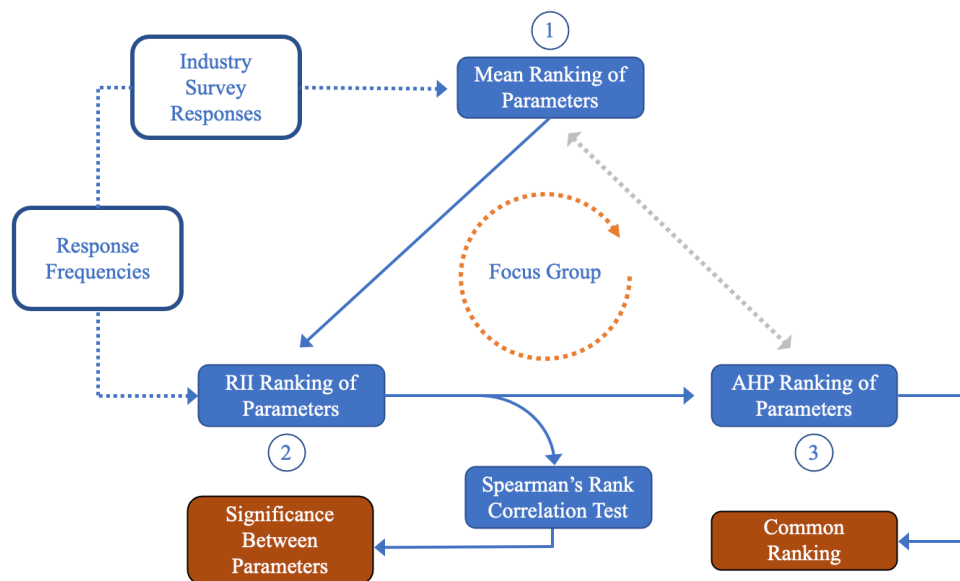 1
Industry
Survey
Responses
Mean Ranking of
Parameters
Response
Frequencies
Focus Group
RII Ranking of
Parameters
AHP Ranking of
Parameters
2
3
Spearman’s Rank
Correlation Test
Significance
Between
Parameters
Common
Ranking